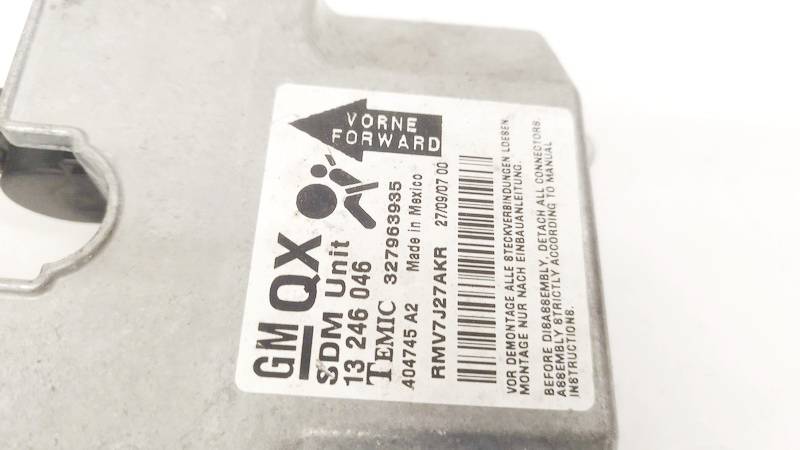 VORNE
FORWARD
GM QX
SDM Unit
13 246 046
TEMIC 327963935
404745 A2 Made in Mexico
RMV7J27AKR 27/09/07 00
VOR DEMONTAGE ALLE STECKVERBINDUNGEN LOESEN.
MONTAGE NUR NACH EINBAUANLEITUNG.
BEFORE DISASSEMBLY, DETACH ALL CONNECTORS.
ASSEMBLY STRICTLY ACCORDING TO MANUAL
INSTRUCTIONS.